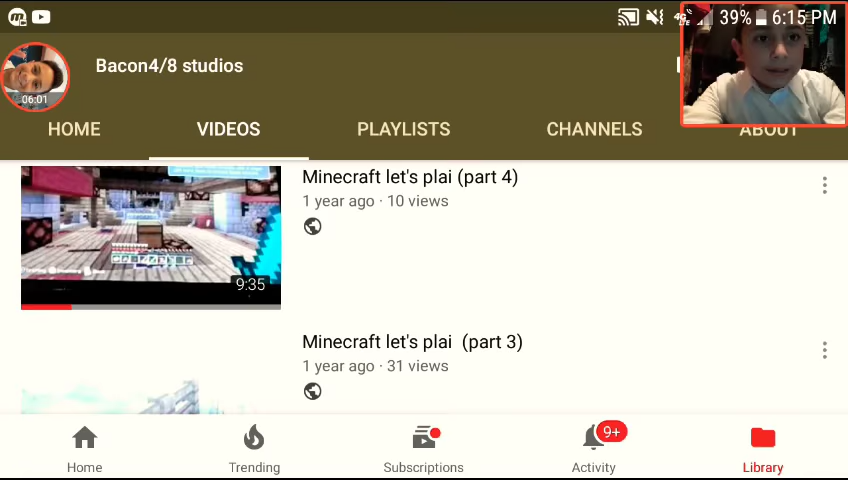 39% 6:15 PM
06:01
Bacon4/8 studios
HOME VIDEOS PLAYLISTS CHANNELS ABOUT
Minecraft let's plai (part 4)
1 year ago · 10 views
9:35
Minecraft let's plai (part 3)
1 year ago · 31 views
9+
Home Trending Subscriptions Activity Library